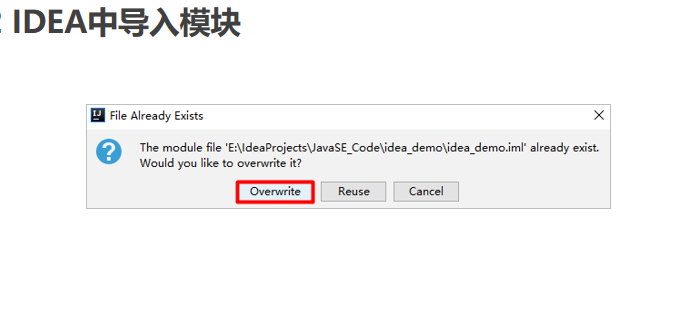 2 IDEA中导入模块
File Already Exists
The module file 'E:\IdeaProjects\JavaSE_Code\idea_demo\idea_demo.iml' already exist.
Would you like to overwrite it?
Overwrite Reuse Cancel